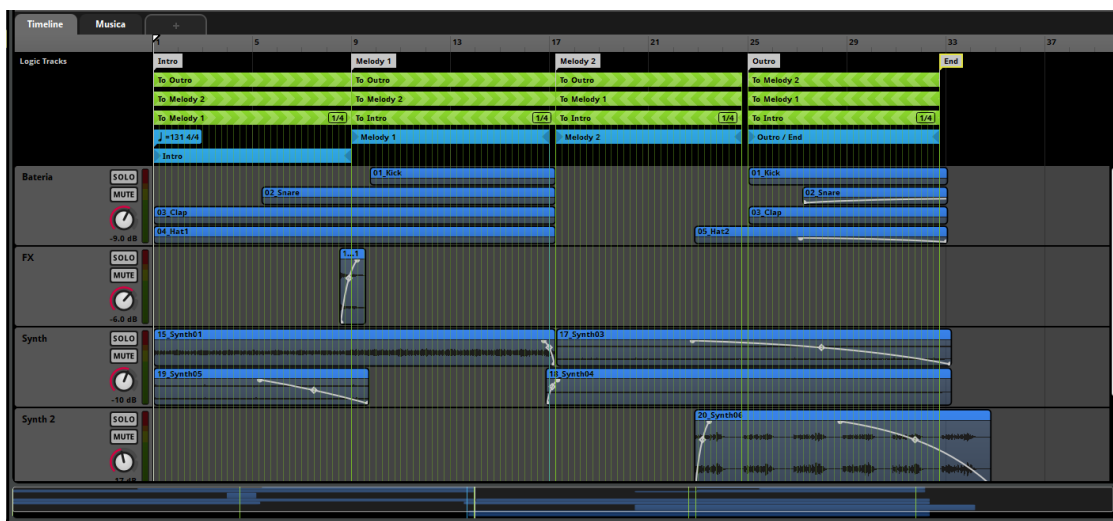 Timeline Musica +
1 5 9 13 17 21 25 29 33 37
Logic Tracks Intro Melody 1 Melody 2 Outro End
To Outro To Outro To Outro To Melody 2
To Melody 2 To Melody 2 To Melody 1 To Melody 1
To Melody 1 1/4 To Intro 1/4 To Intro 1/4 To Intro 1/4
♩=131 4/4 Melody 1 Melody 2 Outro / End
Intro
Bateria SOLO 01_Kick 01_Kick
MUTE 02_Snare 02_Snare
03_Clap 03_Clap
-9.0 dB 04_Hat1 05_Hat2
FX SOLO 1...1
MUTE
-6.0 dB
Synth SOLO 15_Synth01 17_Synth03
MUTE
-10 dB 19_Synth05 18_Synth04
Synth 2 SOLO 20_Synth06
MUTE
-17 dB